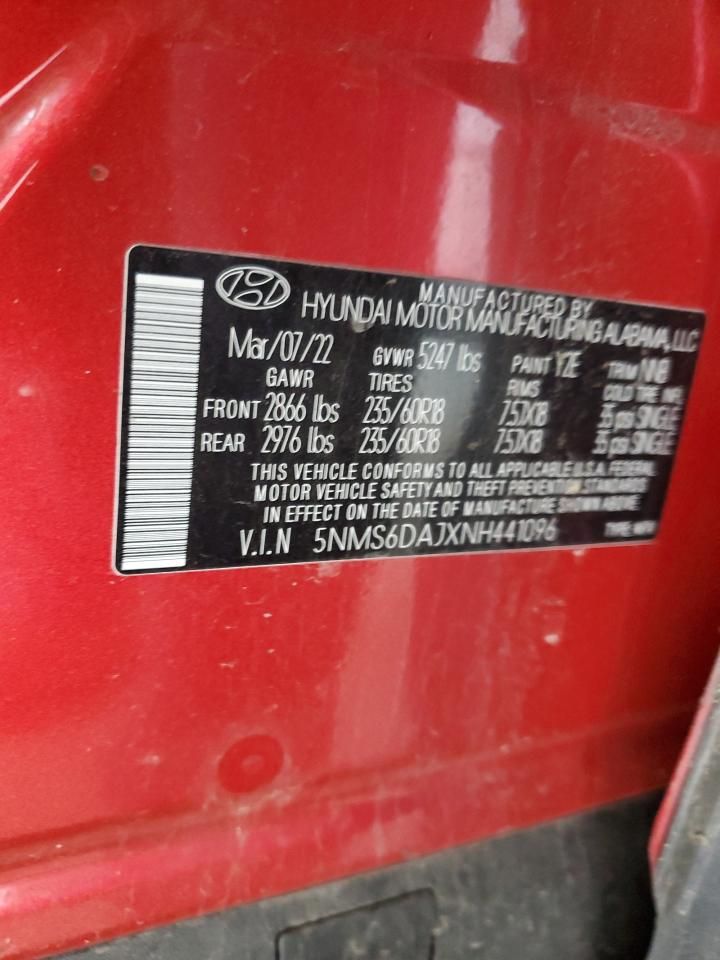 MANUFACTURED BY
HYUNDAI MOTOR MANUFACTURING ALABAMA, LLC
Mar/07/22 GVWR 5247 lbs PAINT YZE TRIM NNB
GAWR TIRES RIMS COLD TIRE INFL
FRONT 2866 lbs 235/60R18 7.5JX18 35 psi SINGLE
REAR 2976 lbs 235/60R18 7.5JX18 35 psi SINGLE
THIS VEHICLE CONFORMS TO ALL APPLICABLE U.S.A. FEDERAL
MOTOR VEHICLE SAFETY AND THEFT PREVENTION STANDARDS
IN EFFECT ON THE DATE OF MANUFACTURE SHOWN ABOVE.
V.I.N 5NMS6DAJXNH441096 TYPE: MPV